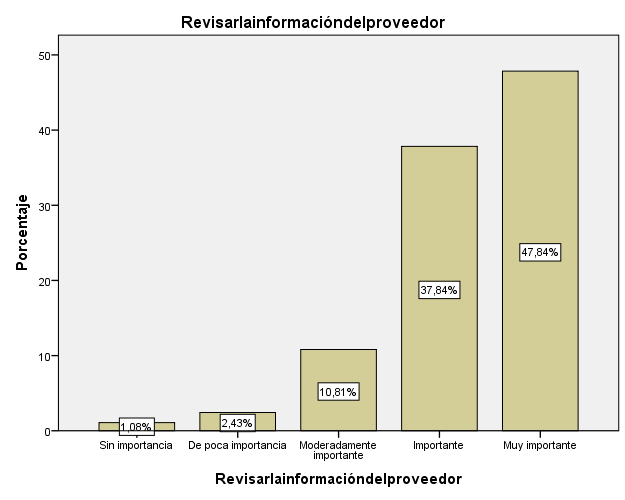 Revisarlainformacióndelproveedor
Porcentaje
50
40
30
20
10
0
1,08%
2,43%
10,81%
37,84%
47,84%
Sin importancia
De poca importancia
Moderadamente
importante
Importante
Muy importante
Revisarlainformacióndelproveedor